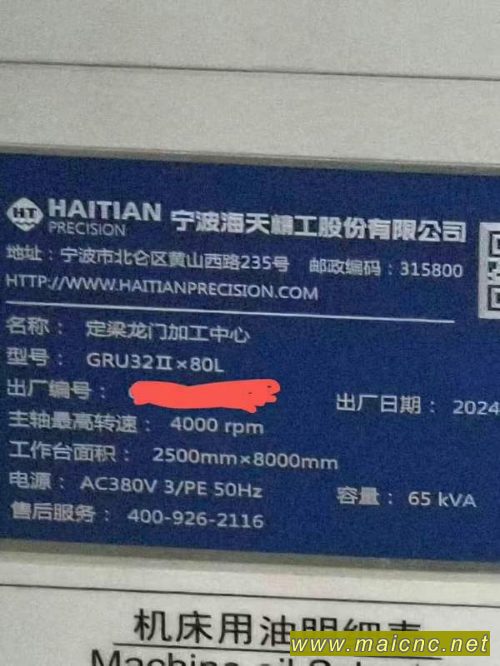 HT HAITIAN PRECISION 宁波海天精工股份有限公司
地址：宁波市北仑区黄山西路235号 邮政编码：315800
HTTP://WWW.HAITIANPRECISION.COM
名称： 定梁龙门加工中心
型号： GRU32Ⅱ×80L
出厂编号： 出厂日期： 2024
主轴最高转速： 4000 rpm
工作台面积： 2500mm×8000mm
电源： AC380V 3/PE 50Hz 容量： 65 kVA
售后服务： 400-926-2116
机床用油明细表
Machine oil
www.maicnc.net